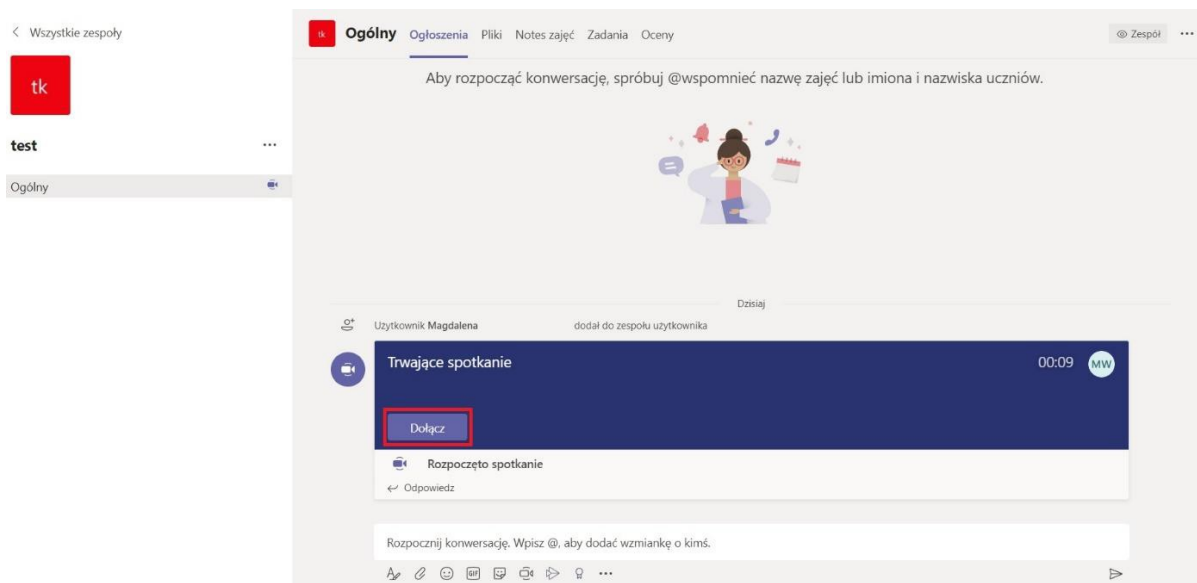 Wszystkie zespoły
tk
test
Ogólny
tk Ogólny Ogłoszenia Pliki Notes zajęć Zadania Oceny Zespół
Aby rozpocząć konwersację, spróbuj @wspomnieć nazwę zajęć lub imiona i nazwiska uczniów.
Dzisiaj
Użytkownik Magdalena dodał do zespołu użytkownika
Trwające spotkanie 00:09 MW
Dołącz
Rozpoczęto spotkanie
Odpowiedz
Rozpocznij konwersację. Wpisz @, aby dodać wzmiankę o kimś.
GIF